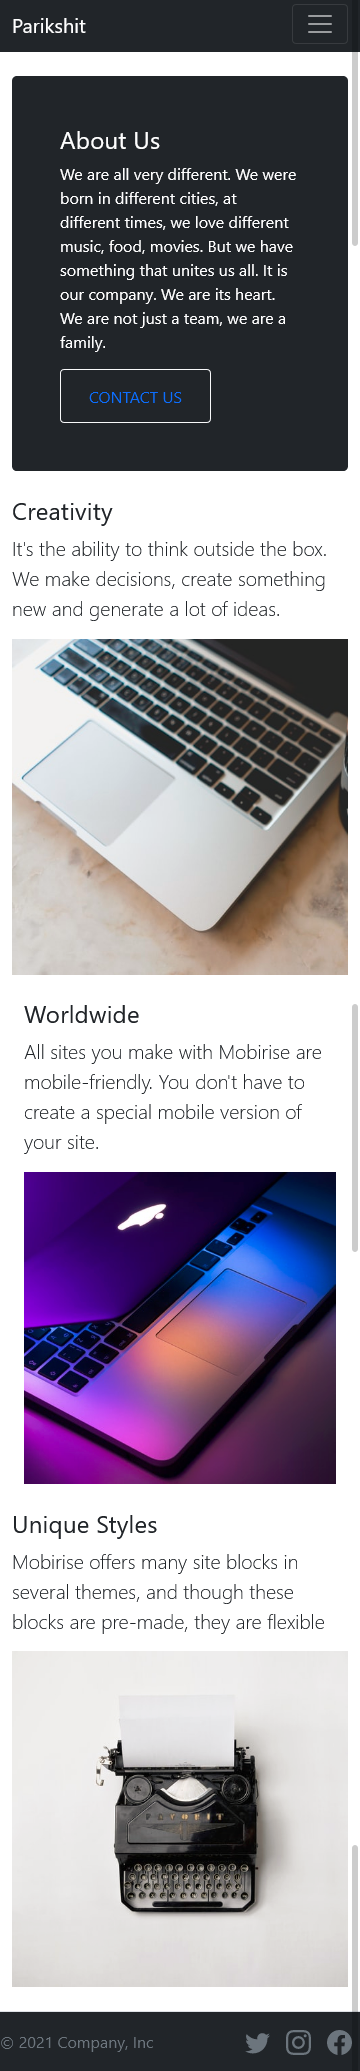 Parikshit
About Us
We are all very different. We were
born in different cities, at
different times, we love different
music, food, movies. But we have
something that unites us all. It is
our company. We are its heart.
We are not just a team, we are a
family.
CONTACT US
Creativity
It's the ability to think outside the box.
We make decisions, create something
new and generate a lot of ideas.
Worldwide
All sites you make with Mobirise are
mobile-friendly. You don't have to
create a special mobile version of
your site.
Unique Styles
Mobirise offers many site blocks in
several themes, and though these
blocks are pre-made, they are flexible
© 2021 Company, Inc